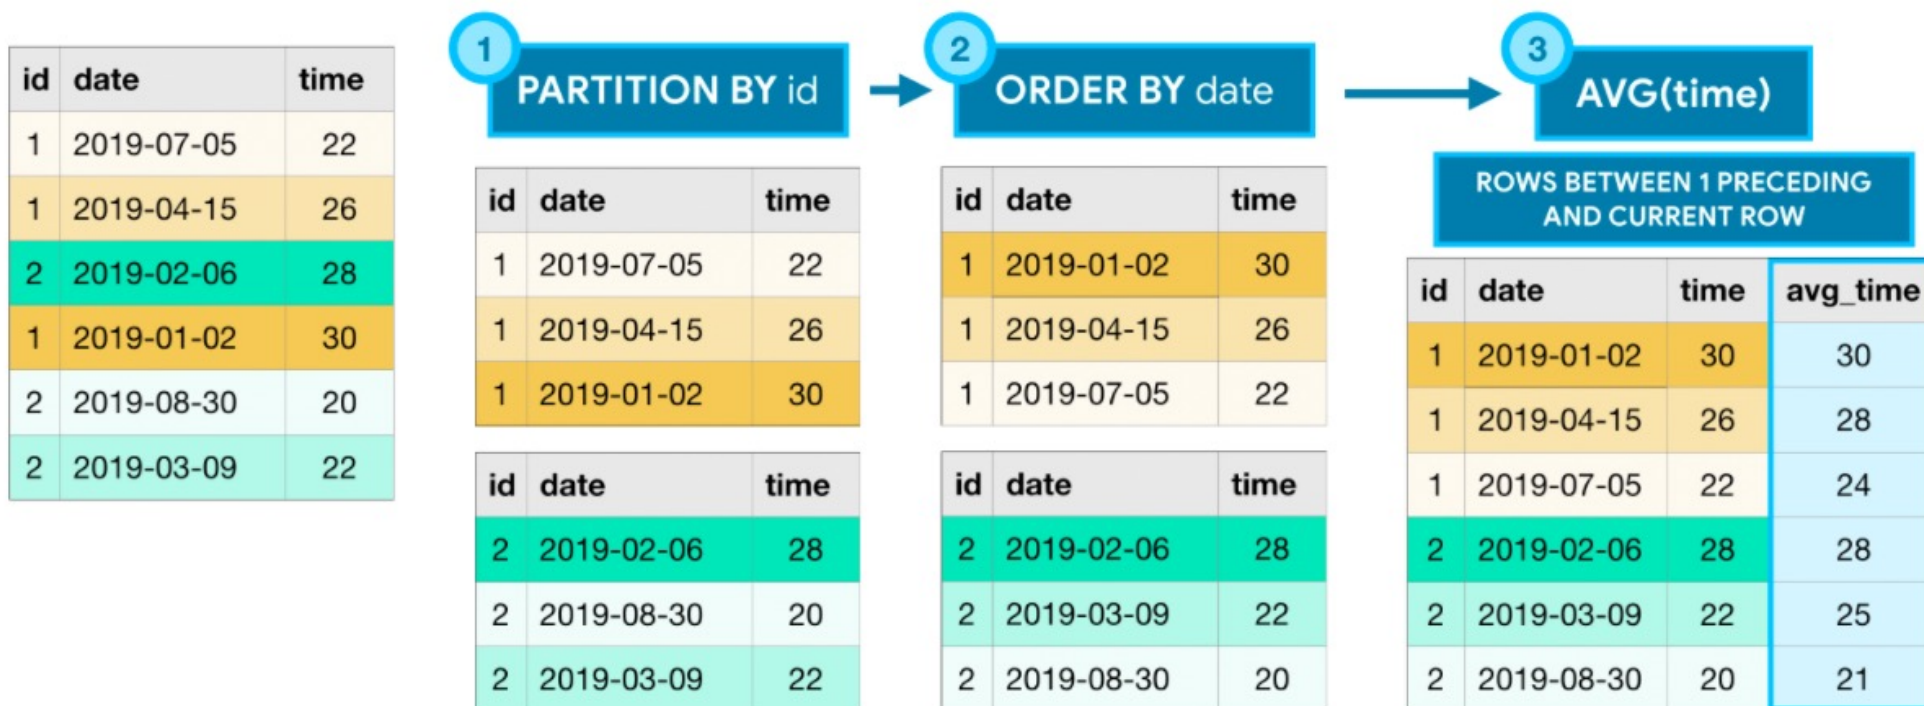 id date time
1 2019-07-05 22
1 2019-04-15 26
2 2019-02-06 28
1 2019-01-02 30
2 2019-08-30 20
2 2019-03-09 22
1
PARTITION BY id
id date time
1 2019-07-05 22
1 2019-04-15 26
1 2019-01-02 30
id date time
2 2019-02-06 28
2 2019-08-30 20
2 2019-03-09 22
2
ORDER BY date
id date time
1 2019-01-02 30
1 2019-04-15 26
1 2019-07-05 22
id date time
2 2019-02-06 28
2 2019-03-09 22
2 2019-08-30 20
3
AVG(time)
ROWS BETWEEN 1 PRECEDING
AND CURRENT ROW
id date time avg_time
1 2019-01-02 30 30
1 2019-04-15 26 28
1 2019-07-05 22 24
2 2019-02-06 28 28
2 2019-03-09 22 25
2 2019-08-30 20 21